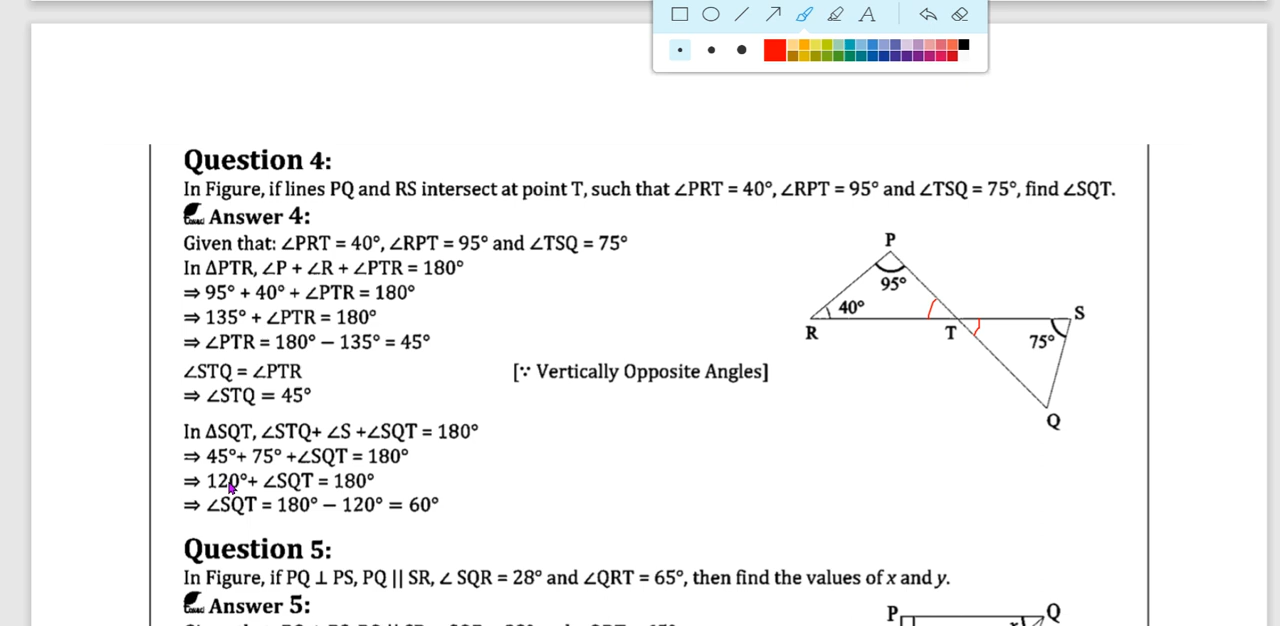 A
Question 4:
In Figure, if lines PQ and RS intersect at point T, such that ∠PRT = 40°, ∠RPT = 95° and ∠TSQ = 75°, find ∠SQT.
Answer 4:
Given that: ∠PRT = 40°, ∠RPT = 95° and ∠TSQ = 75°
In ΔPTR, ∠P + ∠R + ∠PTR = 180°
⇒ 95° + 40° + ∠PTR = 180°
⇒ 135° + ∠PTR = 180°
⇒ ∠PTR = 180° − 135° = 45°
∠STQ = ∠PTR [∵ Vertically Opposite Angles]
⇒ ∠STQ = 45°
In ΔSQT, ∠STQ+ ∠S +∠SQT = 180°
⇒ 45°+ 75° +∠SQT = 180°
⇒ 120°+ ∠SQT = 180°
⇒ ∠SQT = 180° − 120° = 60°
P
95°
40°
R
T
S
75°
Q
Question 5:
In Figure, if PQ ⊥ PS, PQ || SR, ∠ SQR = 28° and ∠QRT = 65°, then find the values of x and y.
Answer 5:
P
Q